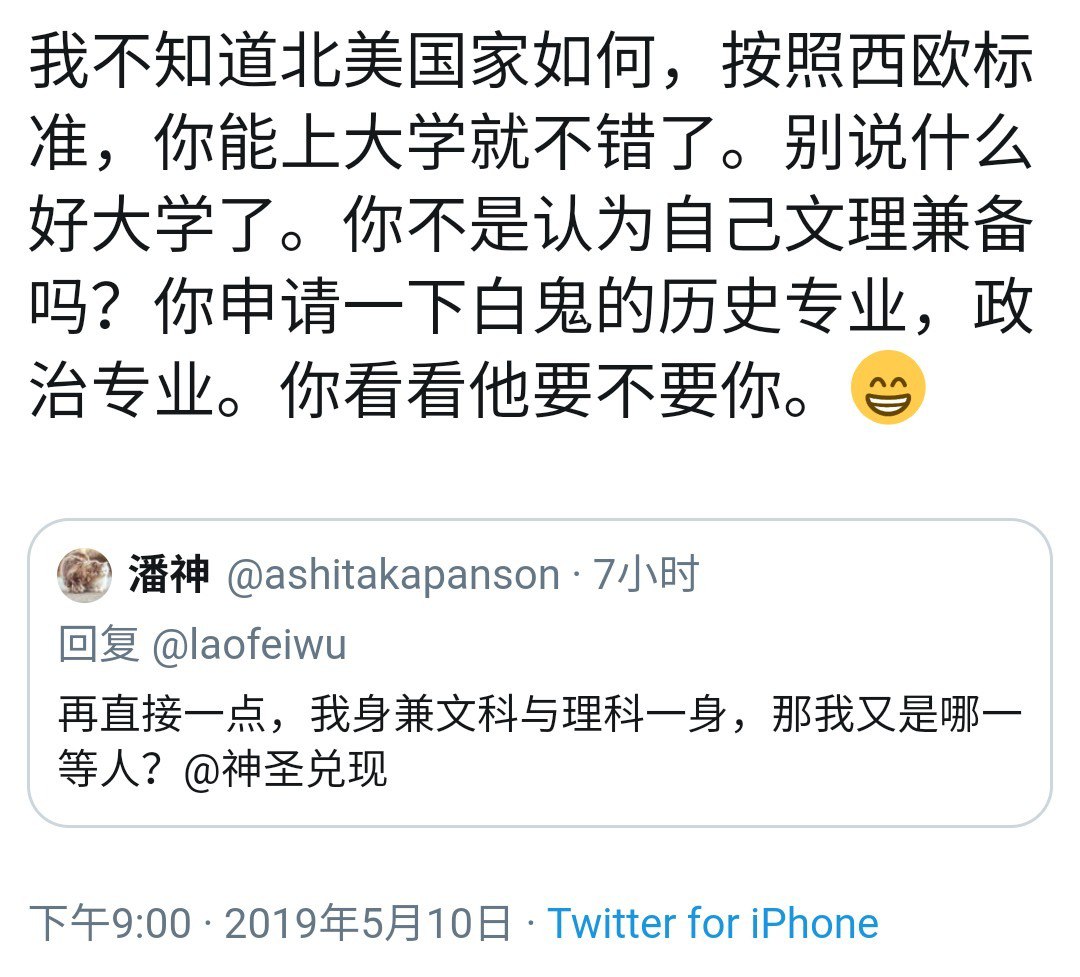 我不知道北美国家如何，按照西欧标
准，你能上大学就不错了。别说什么
好大学了。你不是认为自己文理兼备
吗？你申请一下白鬼的历史专业，政
治专业。你看看他要不要你。😄
潘神 @ashitakapanson · 7小时
回复 @laofeiwu
再直接一点，我身兼文科与理科一身，那我又是哪一
等人？@神圣兑现
下午9:00 · 2019年5月10日 · Twitter for iPhone